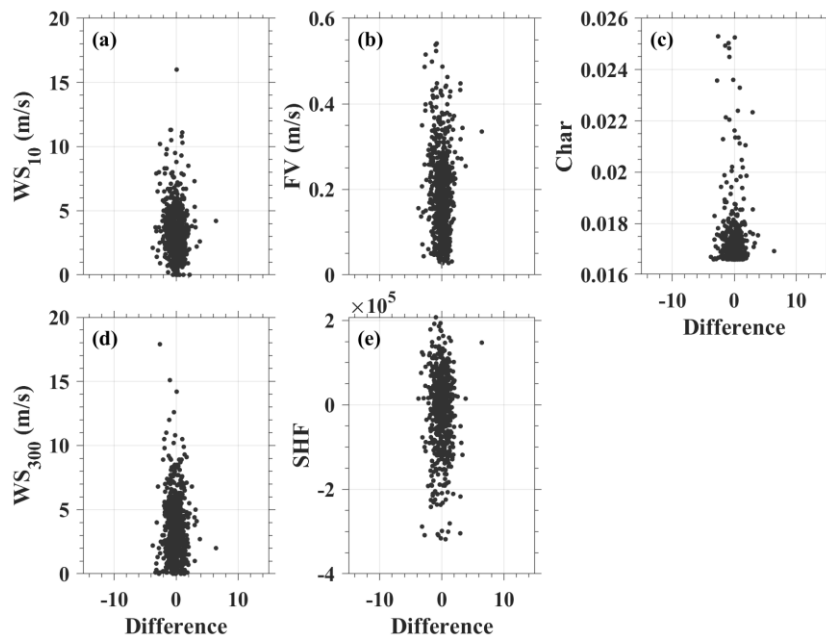 (a)
WS10 (m/s)
20
15
10
5
0
(b)
FV (m/s)
0.6
0.4
0.2
0
(c)
Char
0.026
0.024
0.022
0.02
0.018
0.016
-10 0 10
Difference
(d)
WS300 (m/s)
20
15
10
5
0
-10 0 10
Difference
(e)
×10^5
SHF
2
0
-2
-4
-10 0 10
Difference